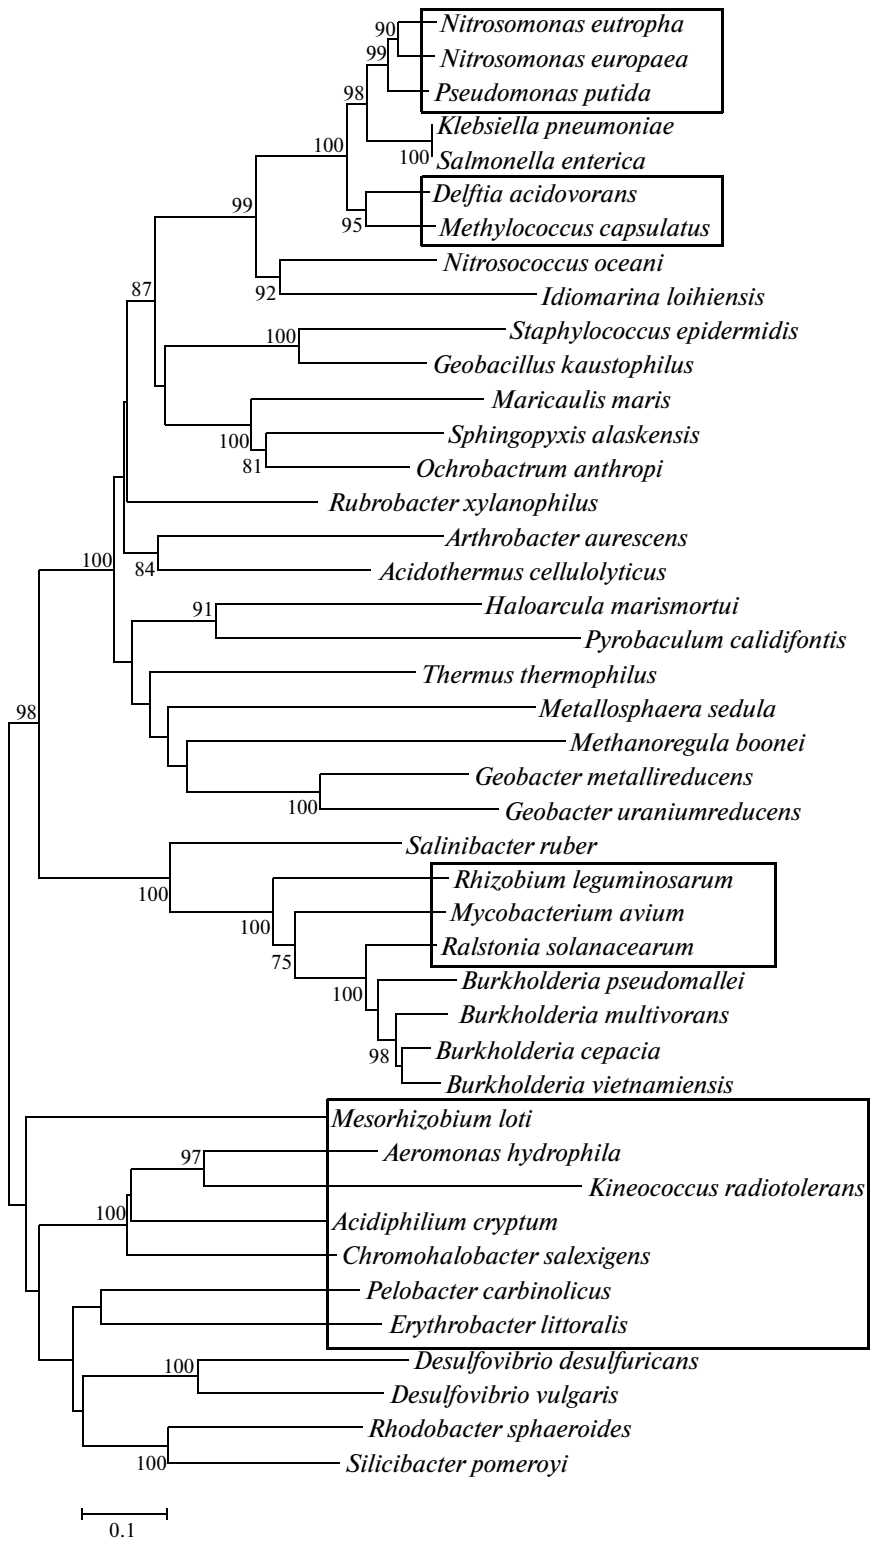 90
Nitrosomonas eutropha
99
Nitrosomonas europaea
98
Pseudomonas putida
100
Klebsiella pneumoniae
100
Salmonella enterica
99
Delftia acidovorans
95
Methylococcus capsulatus
87
Nitrosococcus oceani
92
Idiomarina loihiensis
100
Staphylococcus epidermidis
Geobacillus kaustophilus
Maricaulis maris
100
Sphingopyxis alaskensis
81
Ochrobactrum anthropi
Rubrobacter xylanophilus
Arthrobacter aurescens
100
84
Acidothermus cellulolyticus
91
Haloarcula marismortui
Pyrobaculum calidifontis
Thermus thermophilus
98
Metallosphaera sedula
Methanoregula boonei
Geobacter metallireducens
100
Geobacter uraniumreducens
Salinibacter ruber
100
Rhizobium leguminosarum
100
Mycobacterium avium
75
Ralstonia solanacearum
100
Burkholderia pseudomallei
Burkholderia multivorans
98
Burkholderia cepacia
Burkholderia vietnamiensis
Mesorhizobium loti
97
Aeromonas hydrophila
Kineococcus radiotolerans
100
Acidiphilium cryptum
Chromohalobacter salexigens
Pelobacter carbinolicus
Erythrobacter littoralis
100
Desulfovibrio desulfuricans
Desulfovibrio vulgaris
Rhodobacter sphaeroides
100
Silicibacter pomeroyi
0.1